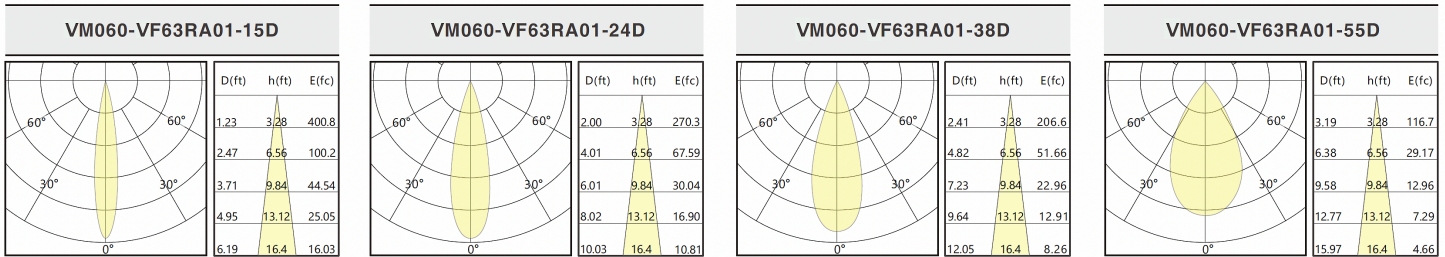 VM060-VF63RA01-15D
60°
60°
30°
30°
0°
D(ft) h(ft) E(fc)
1.23 3.28 400.8
2.47 6.56 100.2
3.71 9.84 44.54
4.95 13.12 25.05
6.19 16.4 16.03
VM060-VF63RA01-24D
60°
60°
30°
30°
0°
D(ft) h(ft) E(fc)
2.00 3.28 270.3
4.01 6.56 67.59
6.01 9.84 30.04
8.02 13.12 16.90
10.03 16.4 10.81
VM060-VF63RA01-38D
60°
60°
30°
30°
0°
D(ft) h(ft) E(fc)
2.41 3.28 206.6
4.82 6.56 51.66
7.23 9.84 22.96
9.64 13.12 12.91
12.05 16.4 8.26
VM060-VF63RA01-55D
60°
60°
30°
30°
0°
D(ft) h(ft) E(fc)
3.19 3.28 116.7
6.38 6.56 29.17
9.58 9.84 12.96
12.77 13.12 7.29
15.97 16.4 4.66